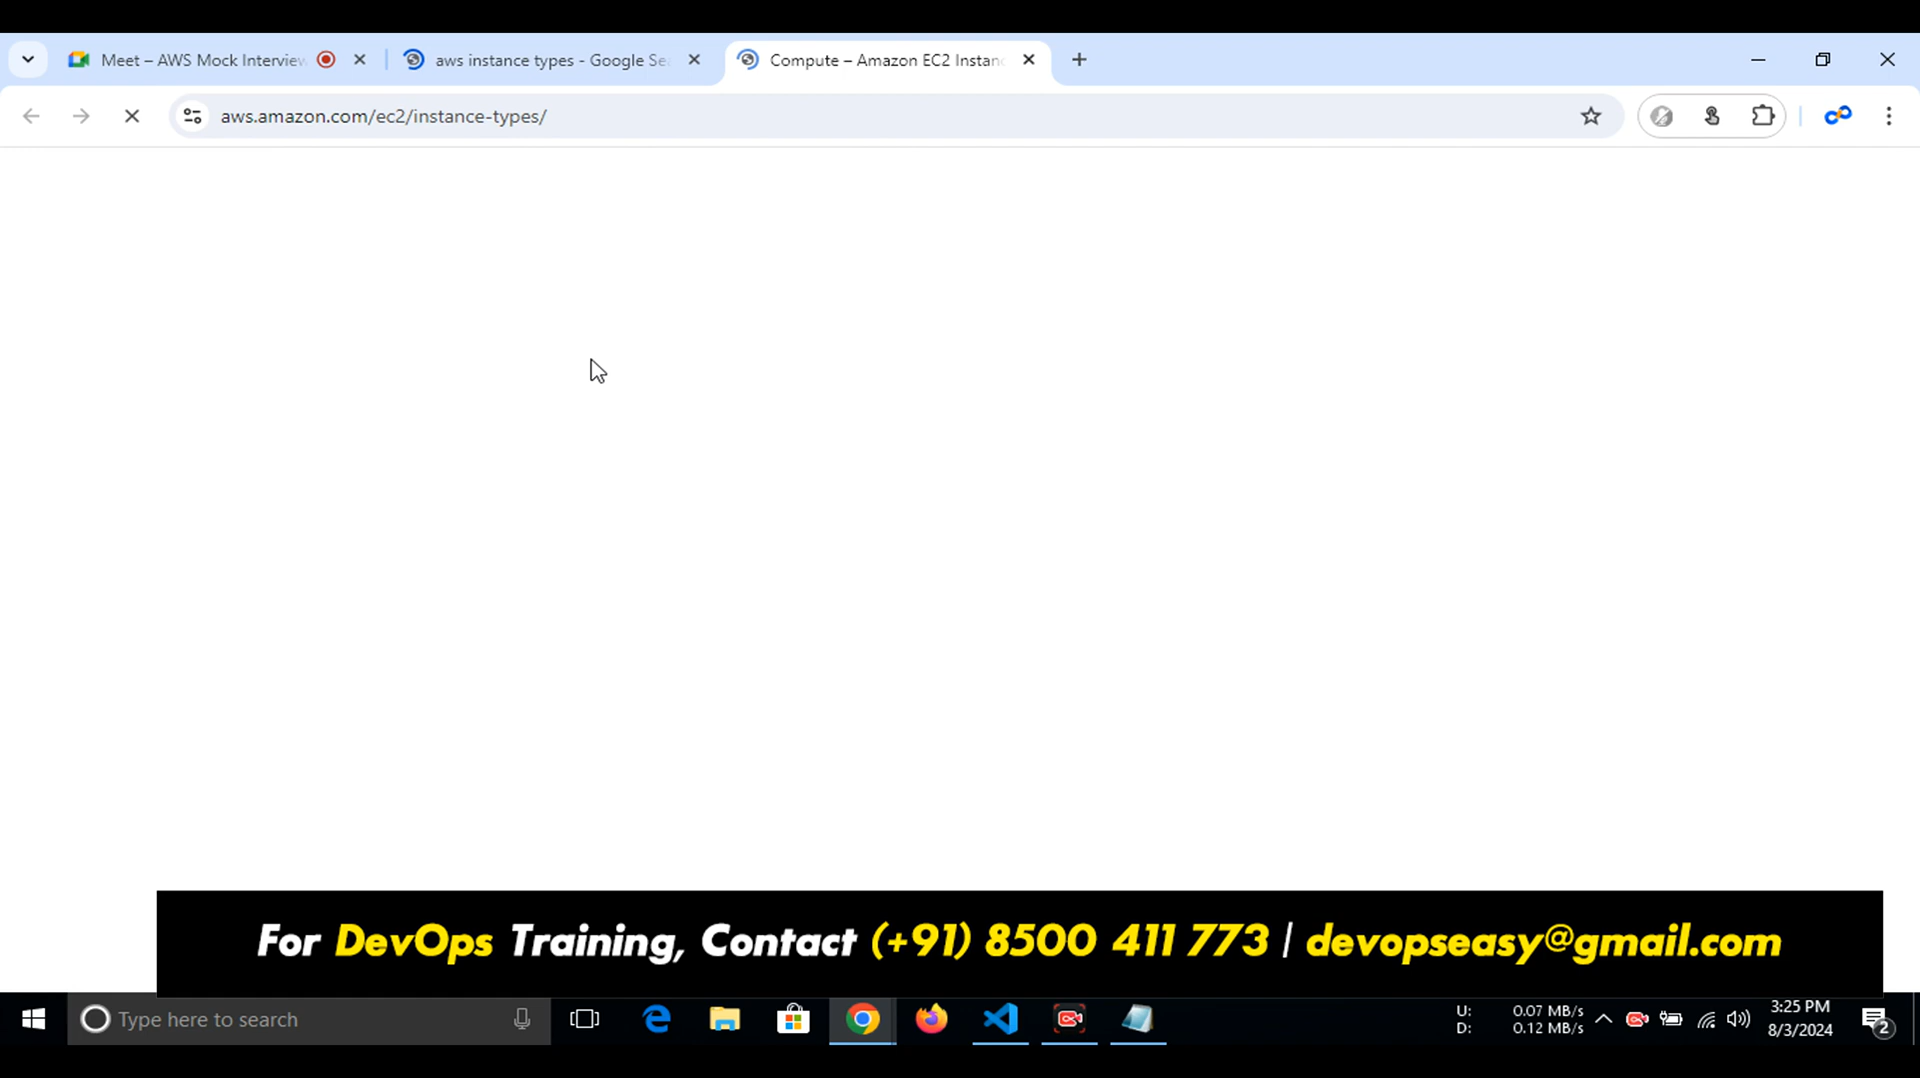 Meet – AWS Mock Interview
aws instance types - Google Se
Compute – Amazon EC2 Instanc
aws.amazon.com/ec2/instance-types/
For DevOps Training, Contact (+91) 8500 411 773 | devopseasy@gmail.com
Type here to search
U: 0.07 MB/s
D: 0.12 MB/s
3:25 PM
8/3/2024
2